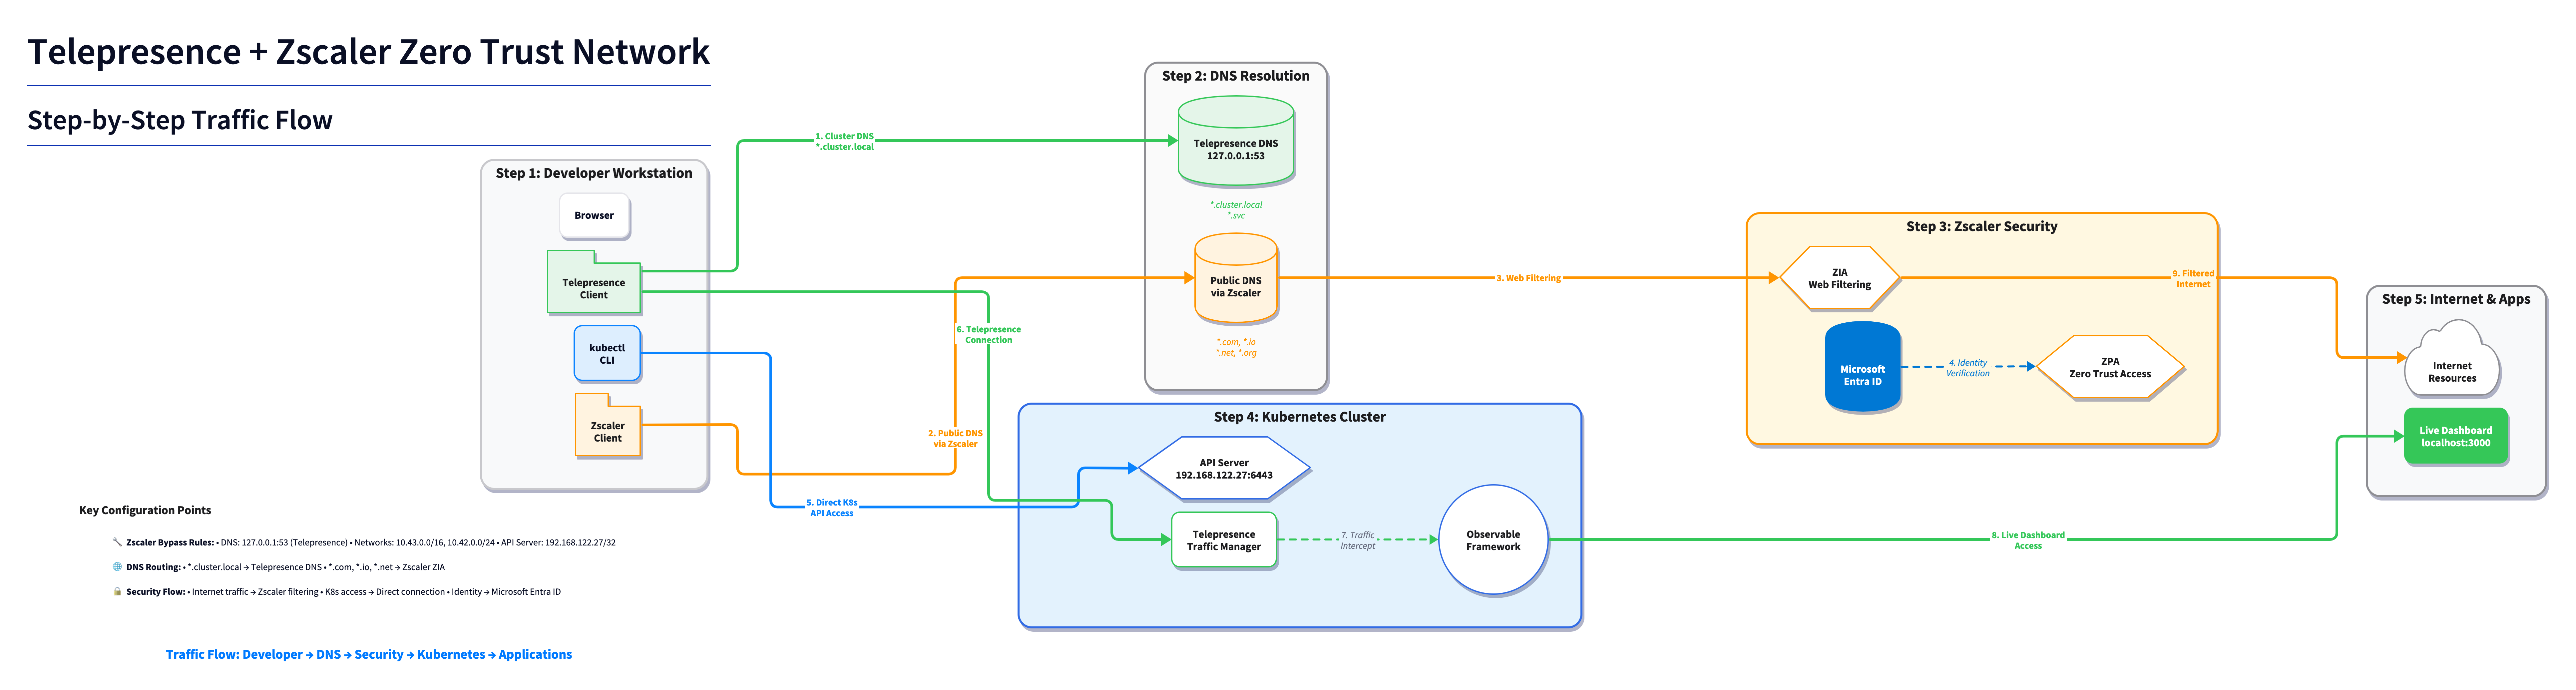 Telepresence + Zscaler Zero Trust Network
Step-by-Step Traffic Flow
Step 1: Developer Workstation
Browser
Telepresence
Client
kubectl
CLI
Zscaler
Client
1. Cluster DNS
*.cluster.local
2. Public DNS
via Zscaler
5. Direct K8s
API Access
6. Telepresence
Connection
Step 2: DNS Resolution
Telepresence DNS
127.0.0.1:53
*.cluster.local
*.svc
Public DNS
via Zscaler
*.com, *.io
*.net, *.org
3. Web Filtering
Step 3: Zscaler Security
ZIA
Web Filtering
Microsoft
Entra ID
4. Identity
Verification
ZPA
Zero Trust Access
9. Filtered
Internet
Step 4: Kubernetes Cluster
API Server
192.168.122.27:6443
Telepresence
Traffic Manager
7. Traffic
Intercept
Observable
Framework
8. Live Dashboard
Access
Step 5: Internet & Apps
Internet
Resources
Live Dashboard
localhost:3000
Key Configuration Points
🔧 Zscaler Bypass Rules: • DNS: 127.0.0.1:53 (Telepresence) • Networks: 10.43.0.0/16, 10.42.0.0/24 • API Server: 192.168.122.27/32
🌐 DNS Routing: • *.cluster.local → Telepresence DNS • *.com, *.io, *.net → Zscaler ZIA
🔒 Security Flow: • Internet traffic → Zscaler filtering • K8s access → Direct connection • Identity → Microsoft Entra ID
Traffic Flow: Developer → DNS → Security → Kubernetes → Applications